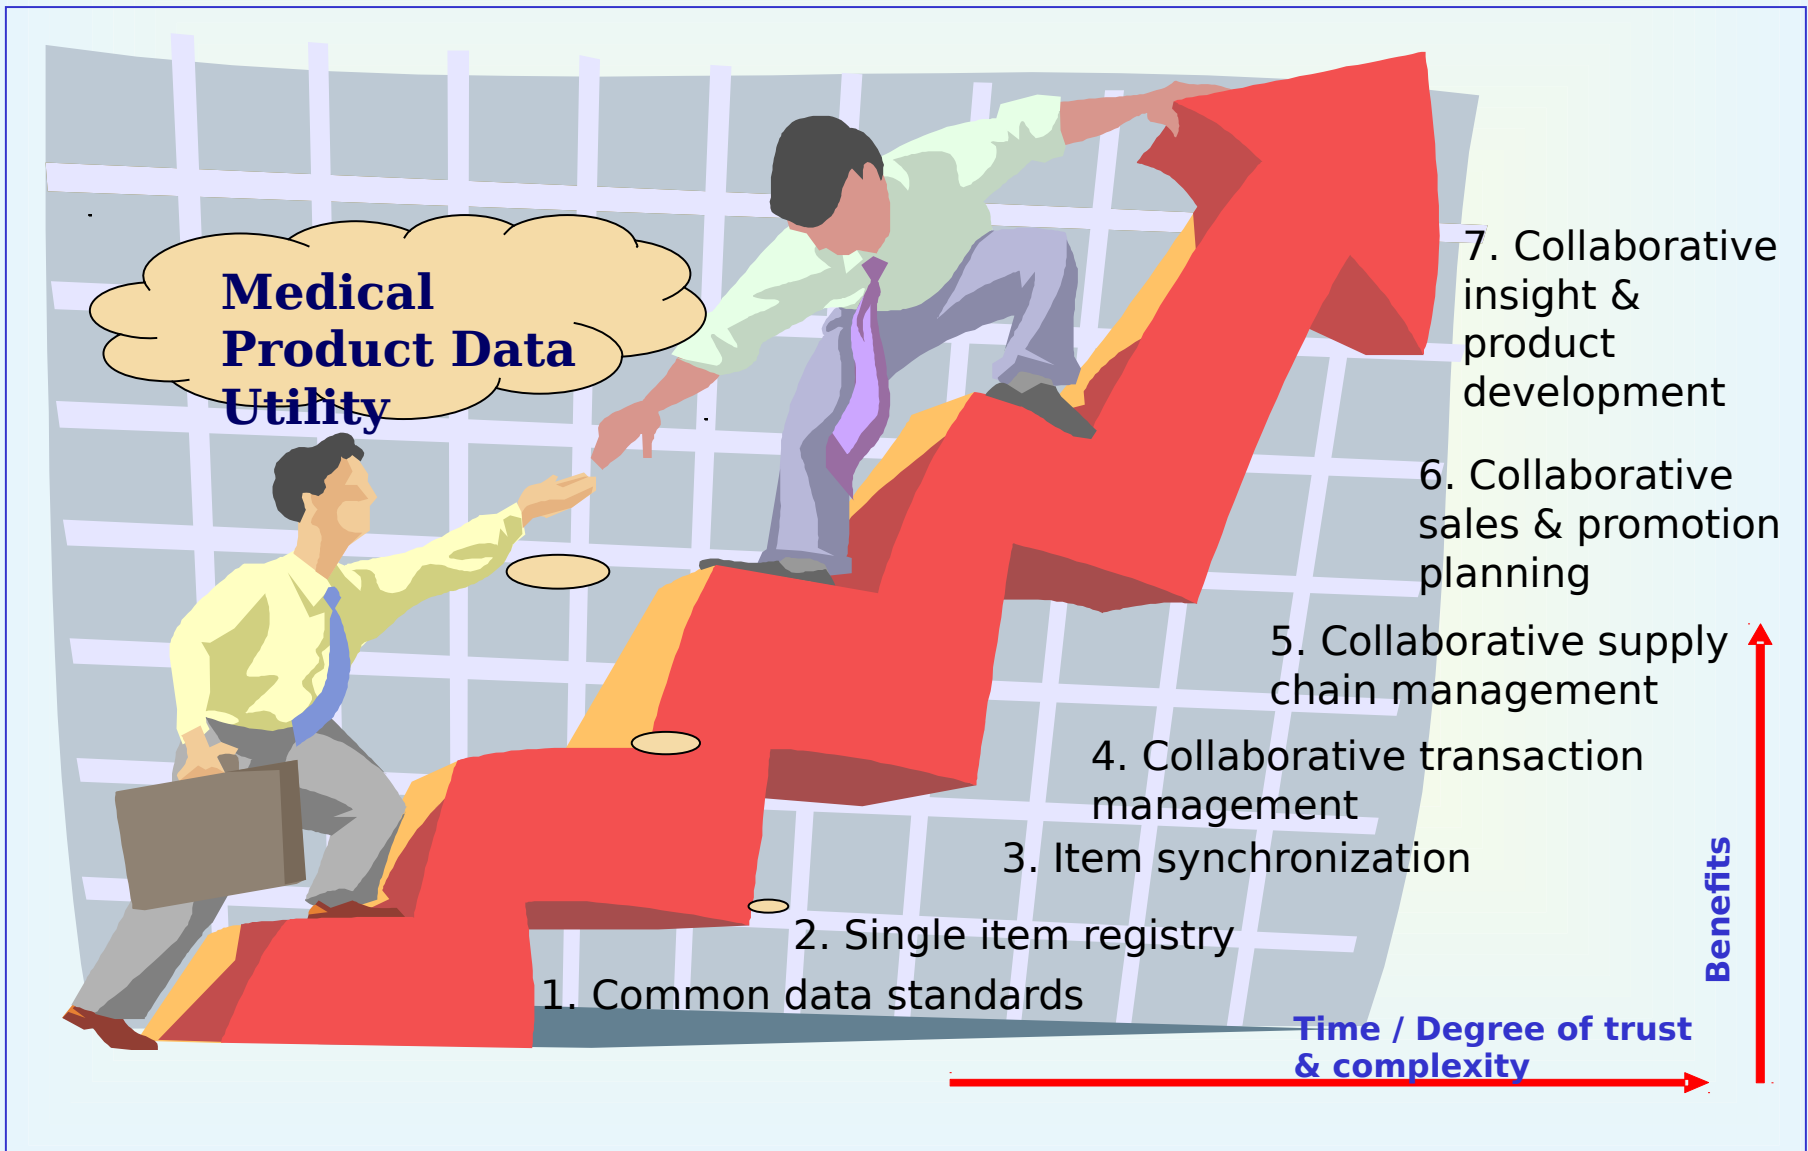 Medical
Product Data
Utility
7. Collaborative
insight &
product
development
6. Collaborative
sales & promotion
planning
5. Collaborative supply
chain management
4. Collaborative transaction
management
3. Item synchronization
2. Single item registry
1. Common data standards
Benefits
Time / Degree of trust
& complexity